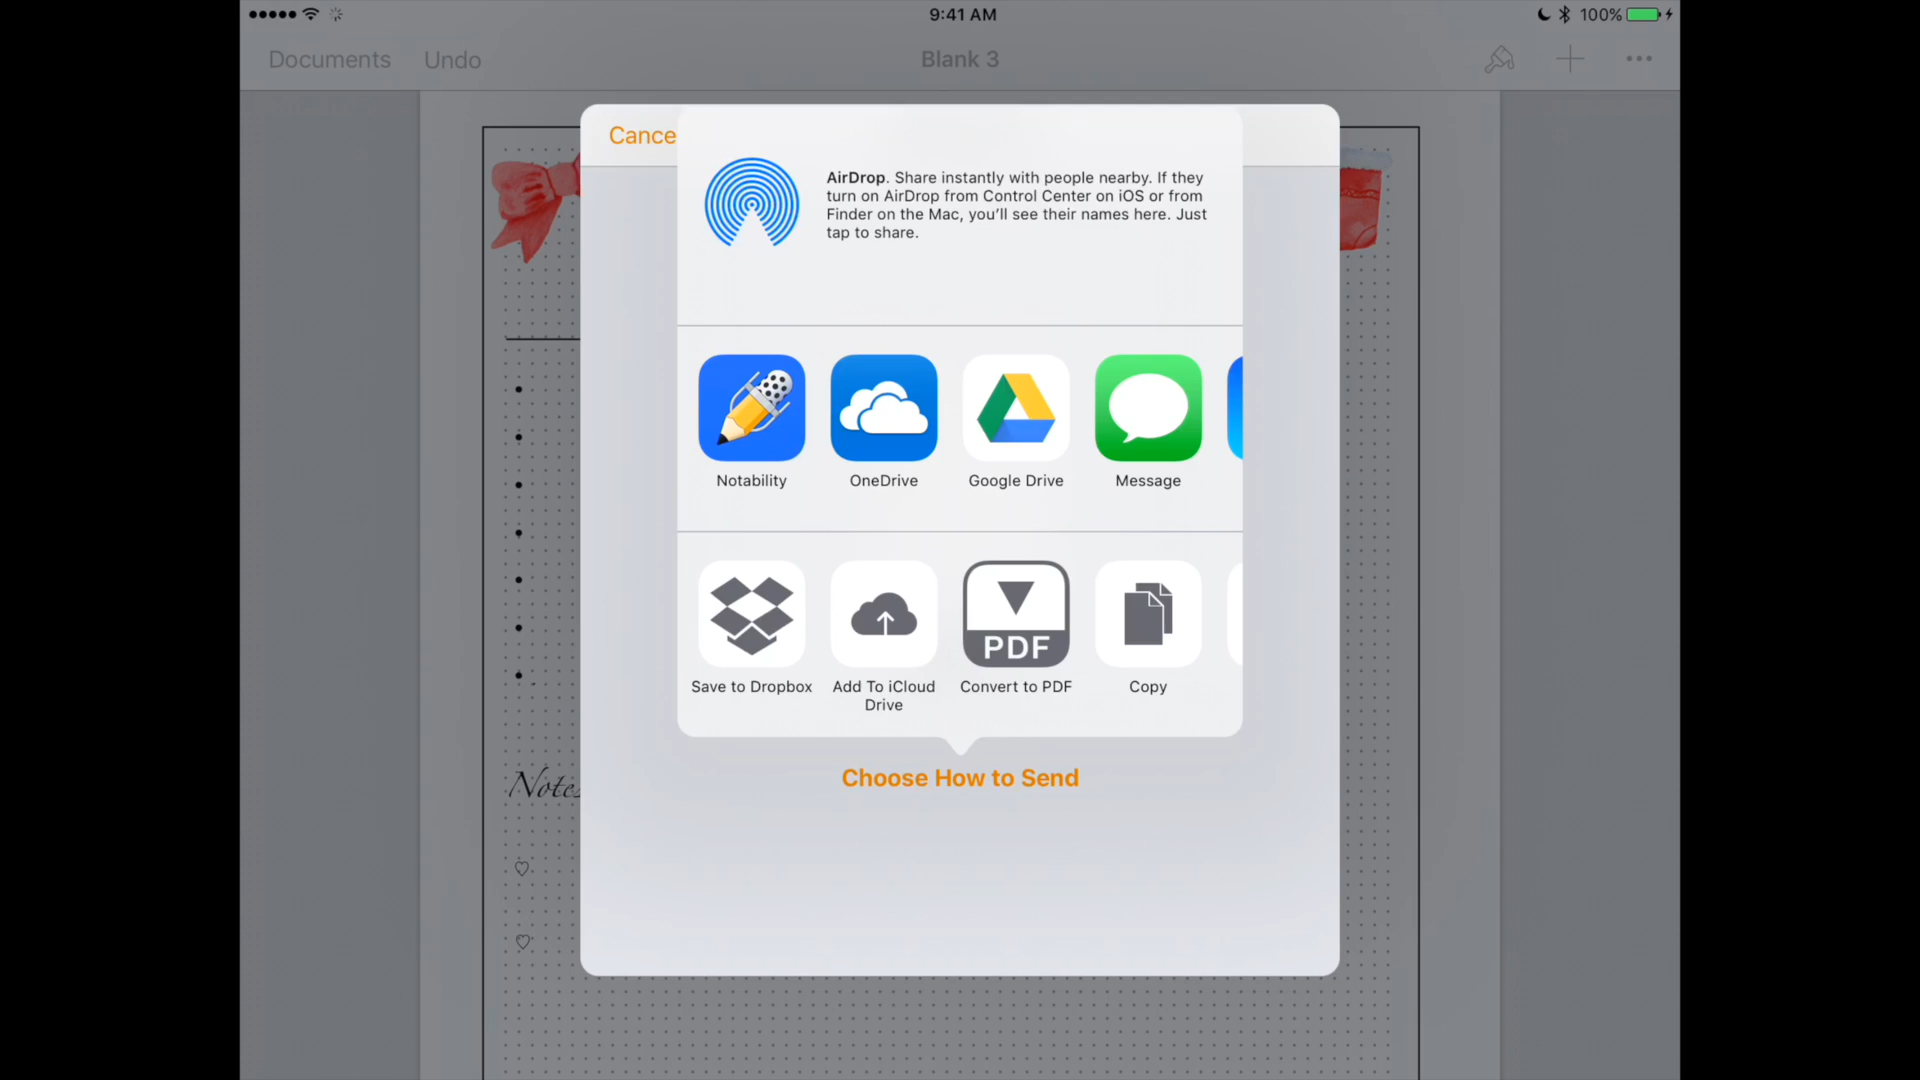 9:41 AM
100%
Documents Undo Blank 3
Cance
AirDrop. Share instantly with people nearby. If they
turn on AirDrop from Control Center on iOS or from
Finder on the Mac, you'll see their names here. Just
tap to share.
Notability OneDrive Google Drive Message
PDF
Save to Dropbox Add To iCloud Drive Convert to PDF Copy
Choose How to Send
Notes